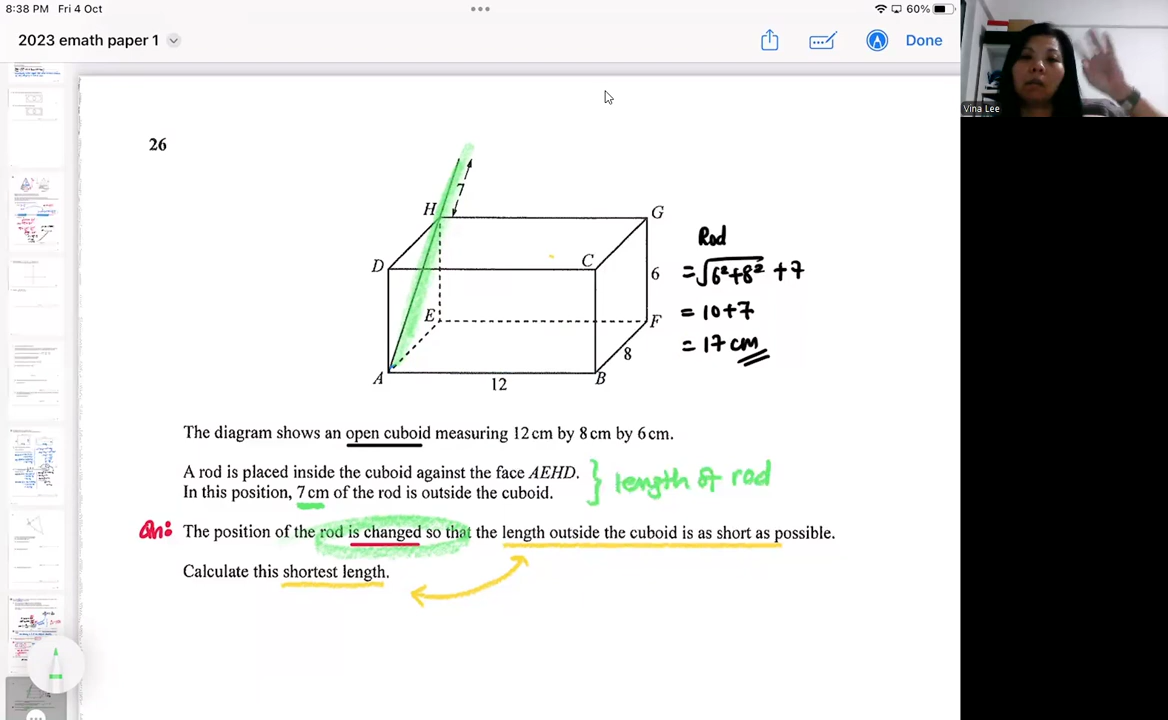 8:38 PM Fri 4 Oct
60%
2023 emath paper 1
Done
Vina Lee
26
7
H
G
Rod
D
C
6
=√6²+8² +7
E
F
= 10+7
8
= 17 cm
A
B
12
The diagram shows an open cuboid measuring 12 cm by 8 cm by 6 cm.
A rod is placed inside the cuboid against the face AEHD.
In this position, 7 cm of the rod is outside the cuboid.
} length of rod
Qn: The position of the rod is changed so that the length outside the cuboid is as short as possible.
Calculate this shortest length.